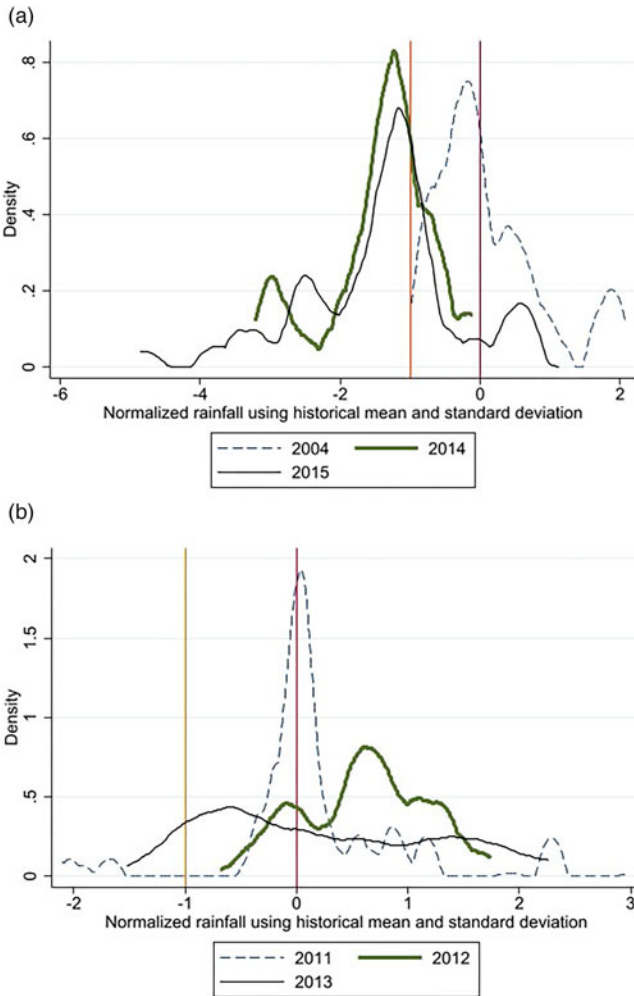 (a)
.8
.6
.4
.2
0
Density
-6 -4 -2 0 2
Normalized rainfall using historical mean and standard deviation
2004 2014
2015
(b)
2
1.5
1
.5
0
Density
-2 -1 0 1 2 3
Normalized rainfall using historical mean and standard deviation
2011 2012
2013